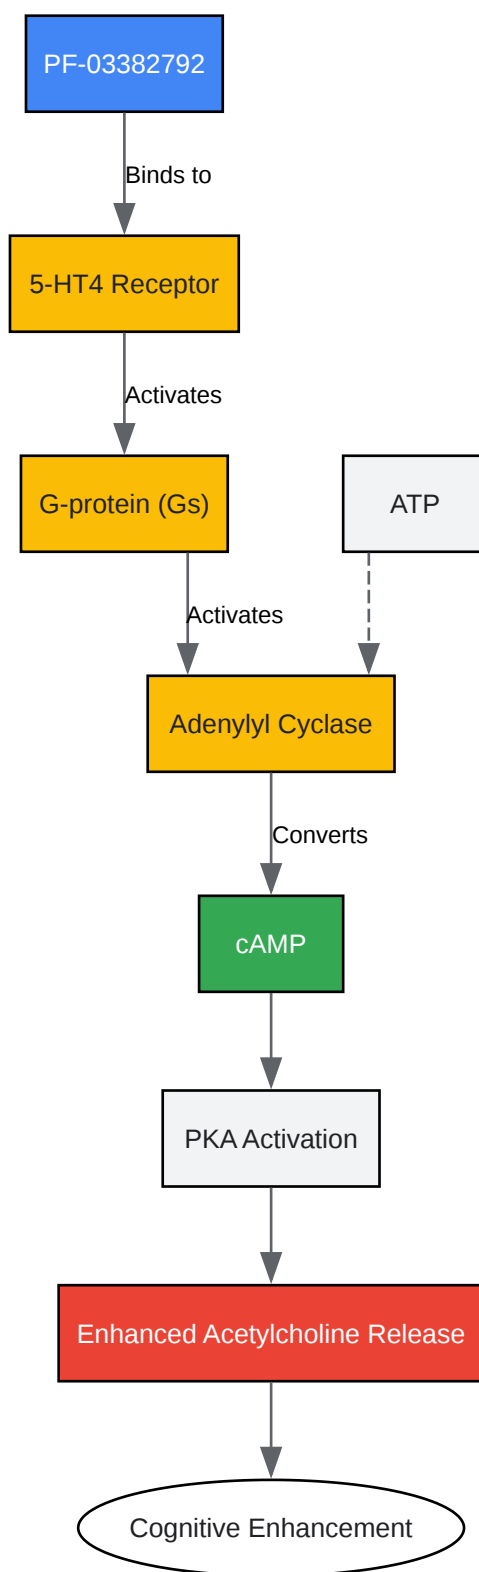 PF-03382792
Binds to
5-HT4 Receptor
Activates
G-protein (Gs)
ATP
Activates
Adenylyl Cyclase
Converts
cAMP
PKA Activation
Enhanced Acetylcholine Release
Cognitive Enhancement